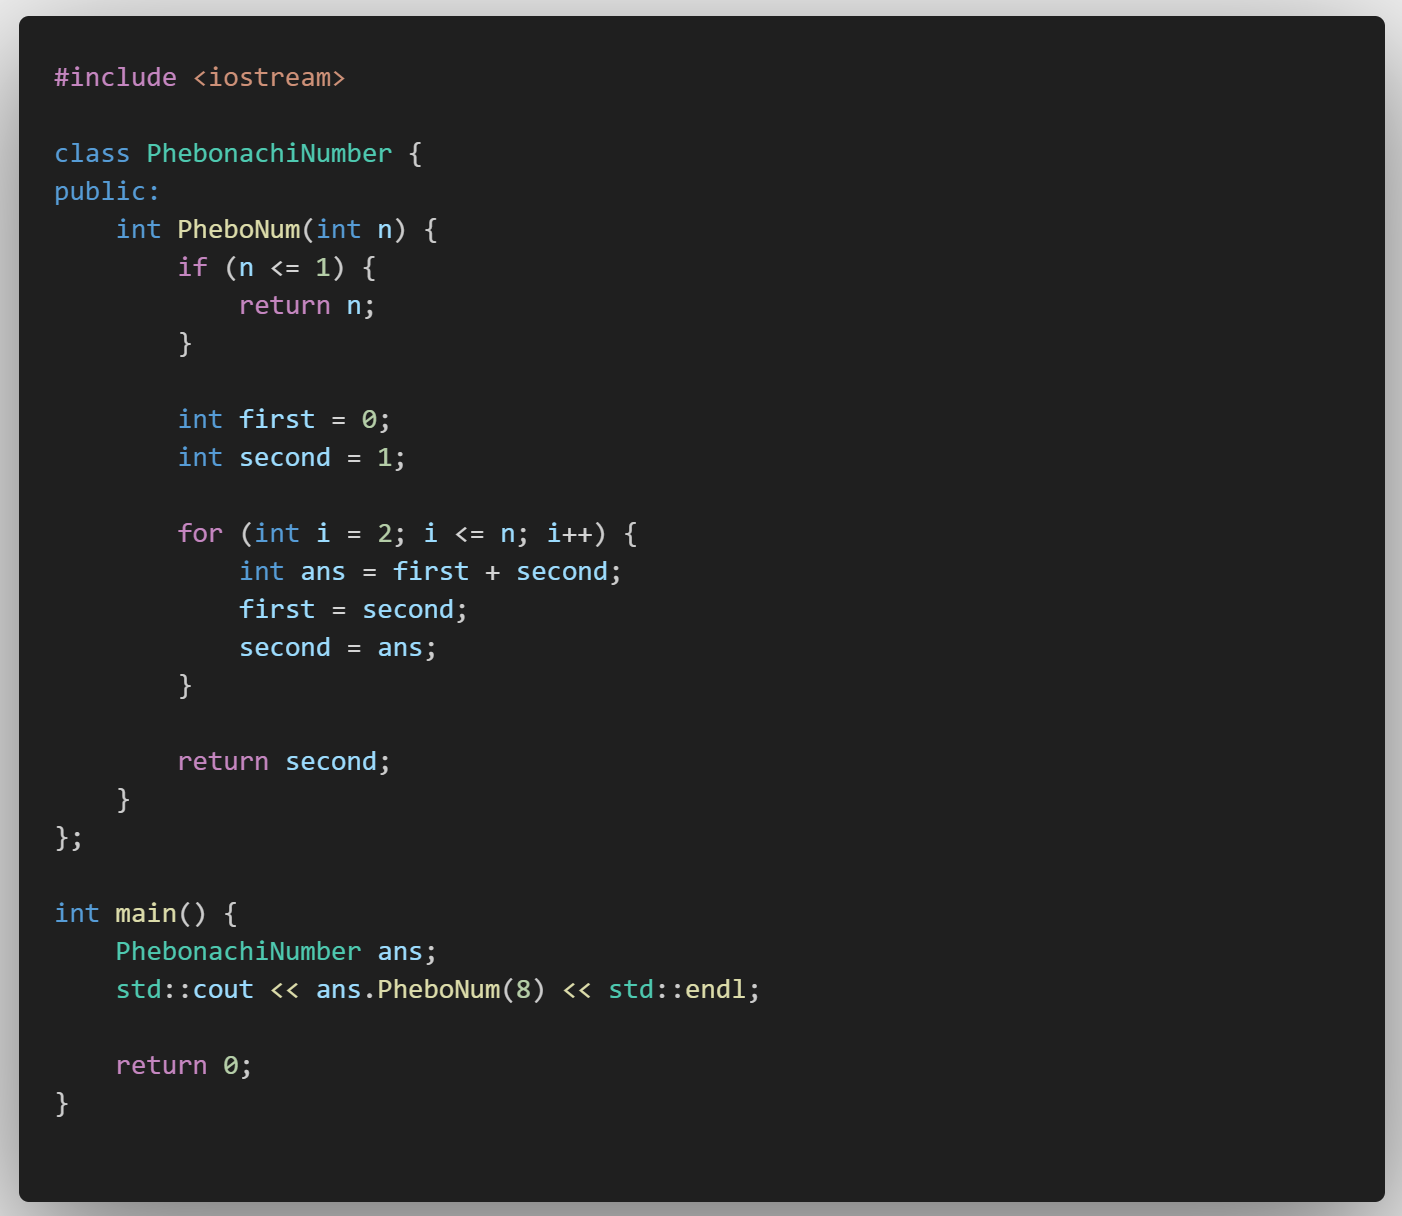 #include <iostream>

class PhebonachiNumber {
public:
    int PheboNum(int n) {
        if (n <= 1) {
            return n;
        }

        int first = 0;
        int second = 1;

        for (int i = 2; i <= n; i++) {
            int ans = first + second;
            first = second;
            second = ans;
        }

        return second;
    }
};

int main() {
    PhebonachiNumber ans;
    std::cout << ans.PheboNum(8) << std::endl;

    return 0;
}